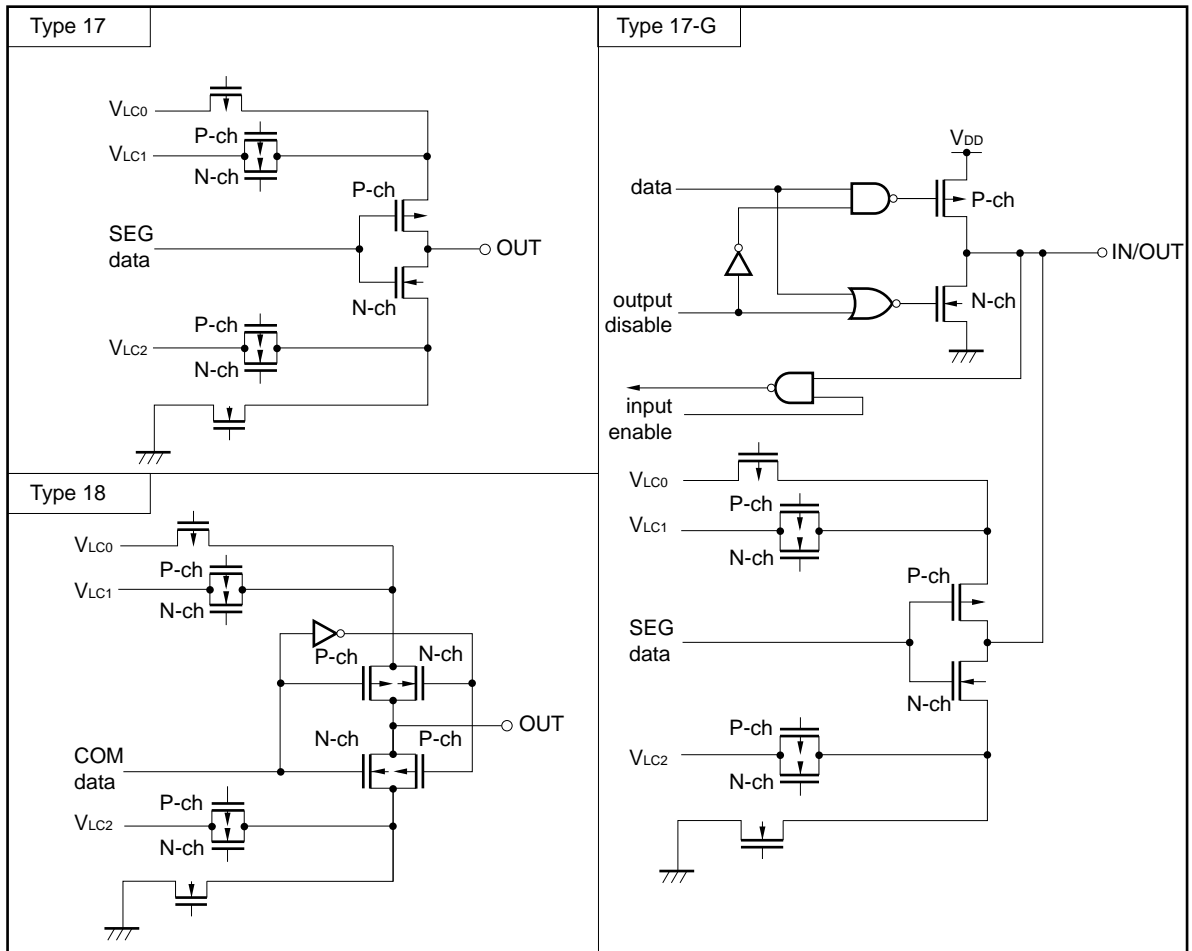 Type 17
VLC0
P-ch
VLC1
N-ch
P-ch
SEG
data
OUT
N-ch
P-ch
VLC2
N-ch
Type 18
VLC0
P-ch
VLC1
N-ch
P-ch
N-ch
OUT
N-ch
P-ch
COM
data
P-ch
VLC2
N-ch
Type 17-G
VDD
data
P-ch
IN/OUT
output
disable
N-ch
input
enable
VLC0
P-ch
VLC1
N-ch
P-ch
SEG
data
N-ch
P-ch
VLC2
N-ch